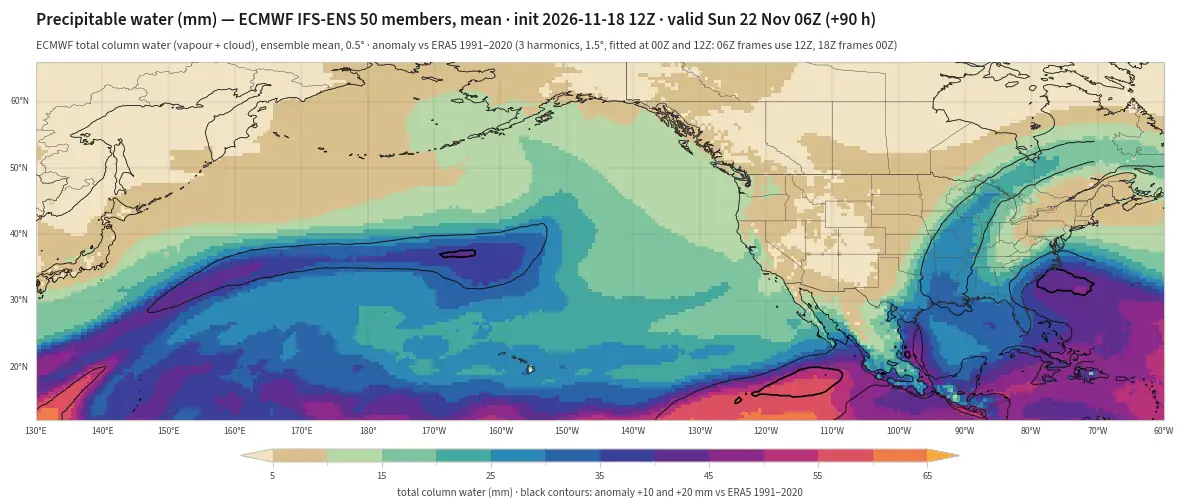 Precipitable water (mm) — ECMWF IFS-ENS 50 members, mean · init 2026-11-18 12Z · valid Sun 22 Nov 06Z (+90 h)
ECMWF total column water (vapour + cloud), ensemble mean, 0.5° · anomaly vs ERA5 1991–2020 (3 harmonics, 1.5°, fitted at 00Z and 12Z: 06Z frames use 12Z, 18Z frames 00Z)
60°N
50°N
40°N
30°N
20°N
130°E 140°E 150°E 160°E 170°E 180° 170°W 160°W 150°W 140°W 130°W 120°W 110°W 100°W 90°W 80°W 70°W 60°W
5 15 25 35 45 55 65
total column water (mm) · black contours: anomaly +10 and +20 mm vs ERA5 1991–2020